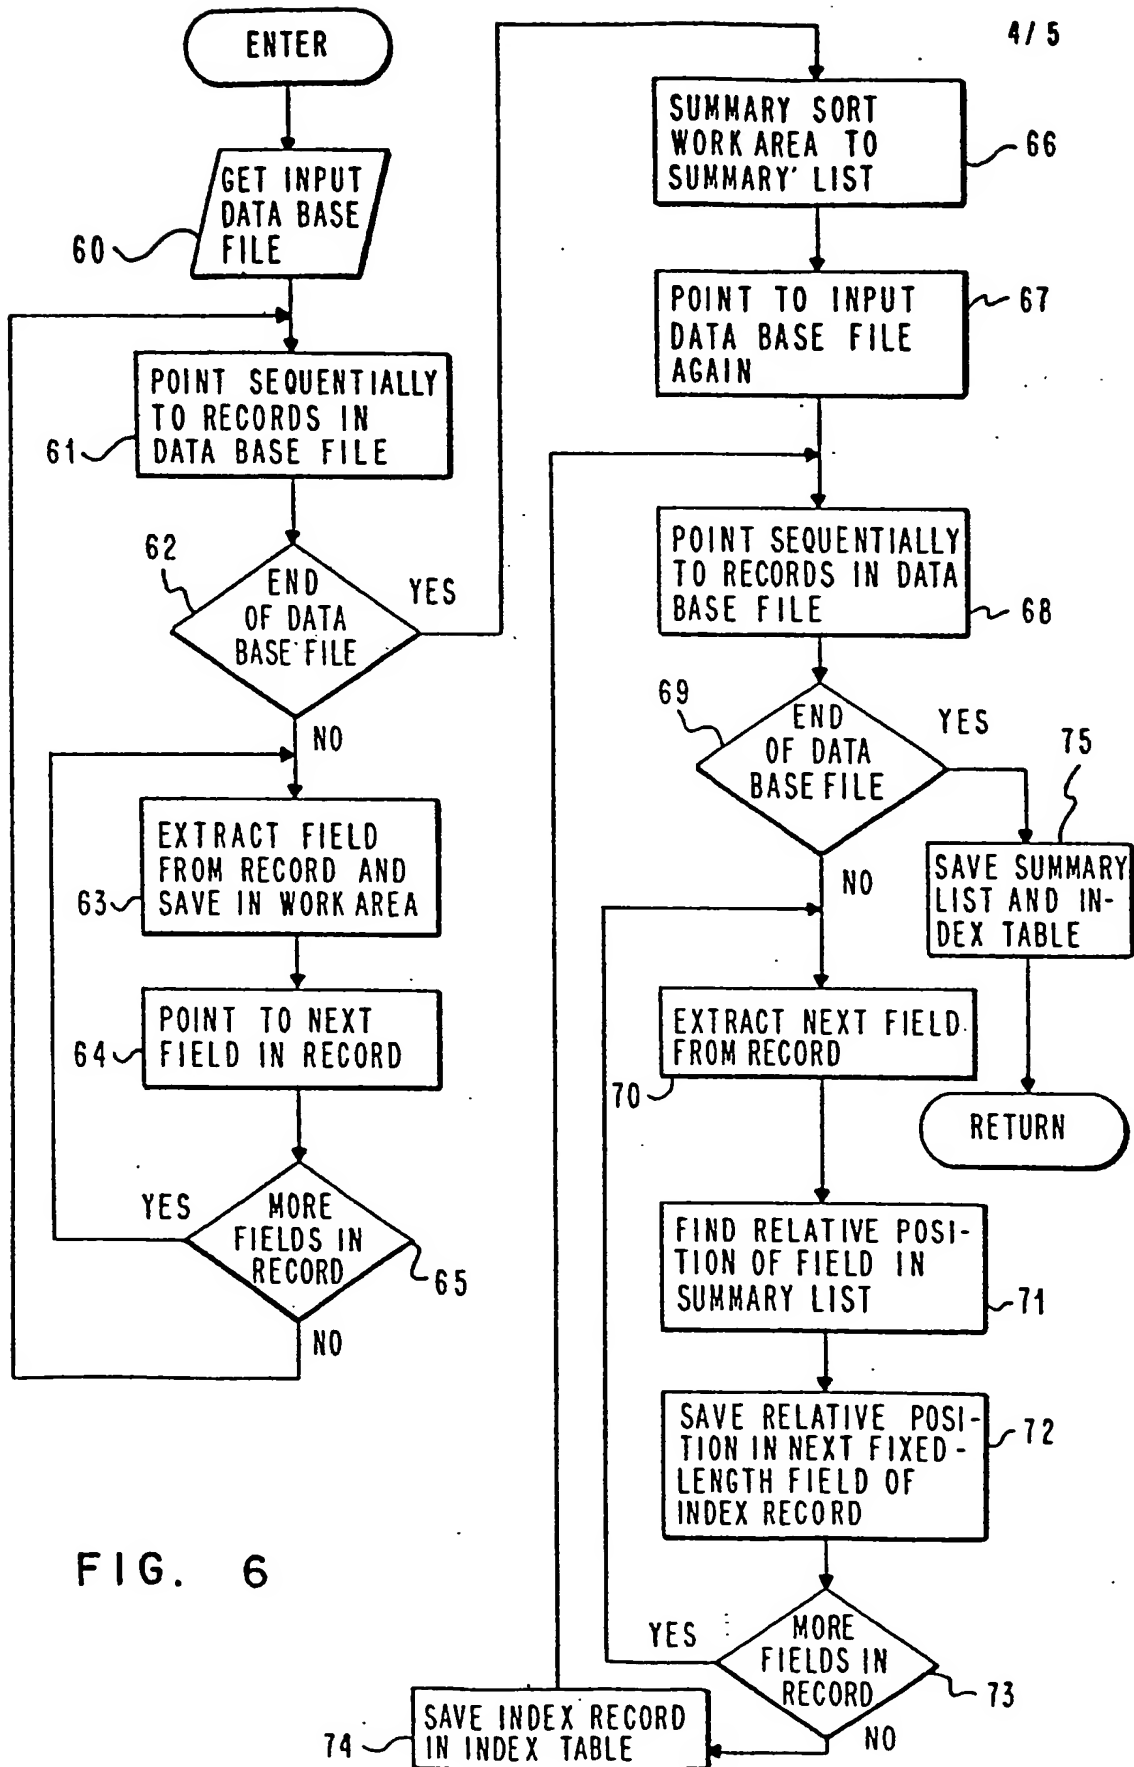 4/5
ENTER
GET INPUT
DATA BASE
FILE
60
POINT SEQUENTIALLY
TO RECORDS IN
DATA BASE FILE
61
62
END
OF DATA
BASE FILE
YES
NO
EXTRACT FIELD
FROM RECORD AND
SAVE IN WORK AREA
63
POINT TO NEXT
FIELD IN RECORD
64
YES
MORE
FIELDS IN
RECORD
65
NO
SUMMARY SORT
WORK AREA TO
SUMMARY' LIST
66
POINT TO INPUT
DATA BASE FILE
AGAIN
67
POINT SEQUENTIALLY
TO RECORDS IN DATA
BASE FILE
68
69
END
OF DATA
BASE FILE
YES
NO
75
SAVE SUMMARY
LIST AND IN-
DEX TABLE
RETURN
EXTRACT NEXT FIELD
FROM RECORD
70
FIND RELATIVE POSI-
TION OF FIELD IN
SUMMARY LIST
71
SAVE RELATIVE POSI-
TION IN NEXT FIXED-
LENGTH FIELD OF
INDEX RECORD
72
YES
MORE
FIELDS IN
RECORD
73
NO
SAVE INDEX RECORD
IN INDEX TABLE
74
FIG. 6